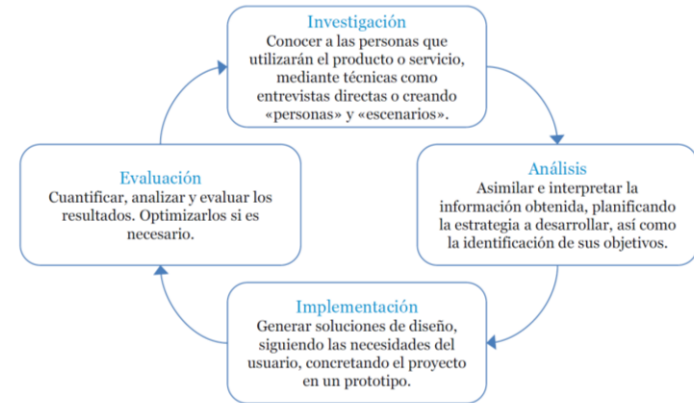 Investigación
Conocer a las personas que
utilizarán el producto o servicio,
mediante técnicas como
entrevistas directas o creando
«personas» y «escenarios».
Análisis
Asimilar e interpretar la
información obtenida, planificando
la estrategia a desarrollar, así como
la identificación de sus objetivos.
Implementación
Generar soluciones de diseño,
siguiendo las necesidades del
usuario, concretando el proyecto
en un prototipo.
Evaluación
Cuantificar, analizar y evaluar los
resultados. Optimizarlos si es
necesario.